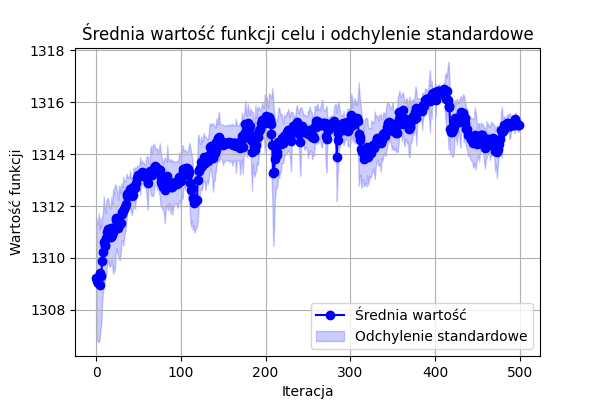 Średnia wartość funkcji celu i odchylenie standardowe
1318
1316
1314
1312
1310
1308
Wartość funkcji
0 100 200 300 400 500
Iteracja
Średnia wartość
Odchylenie standardowe